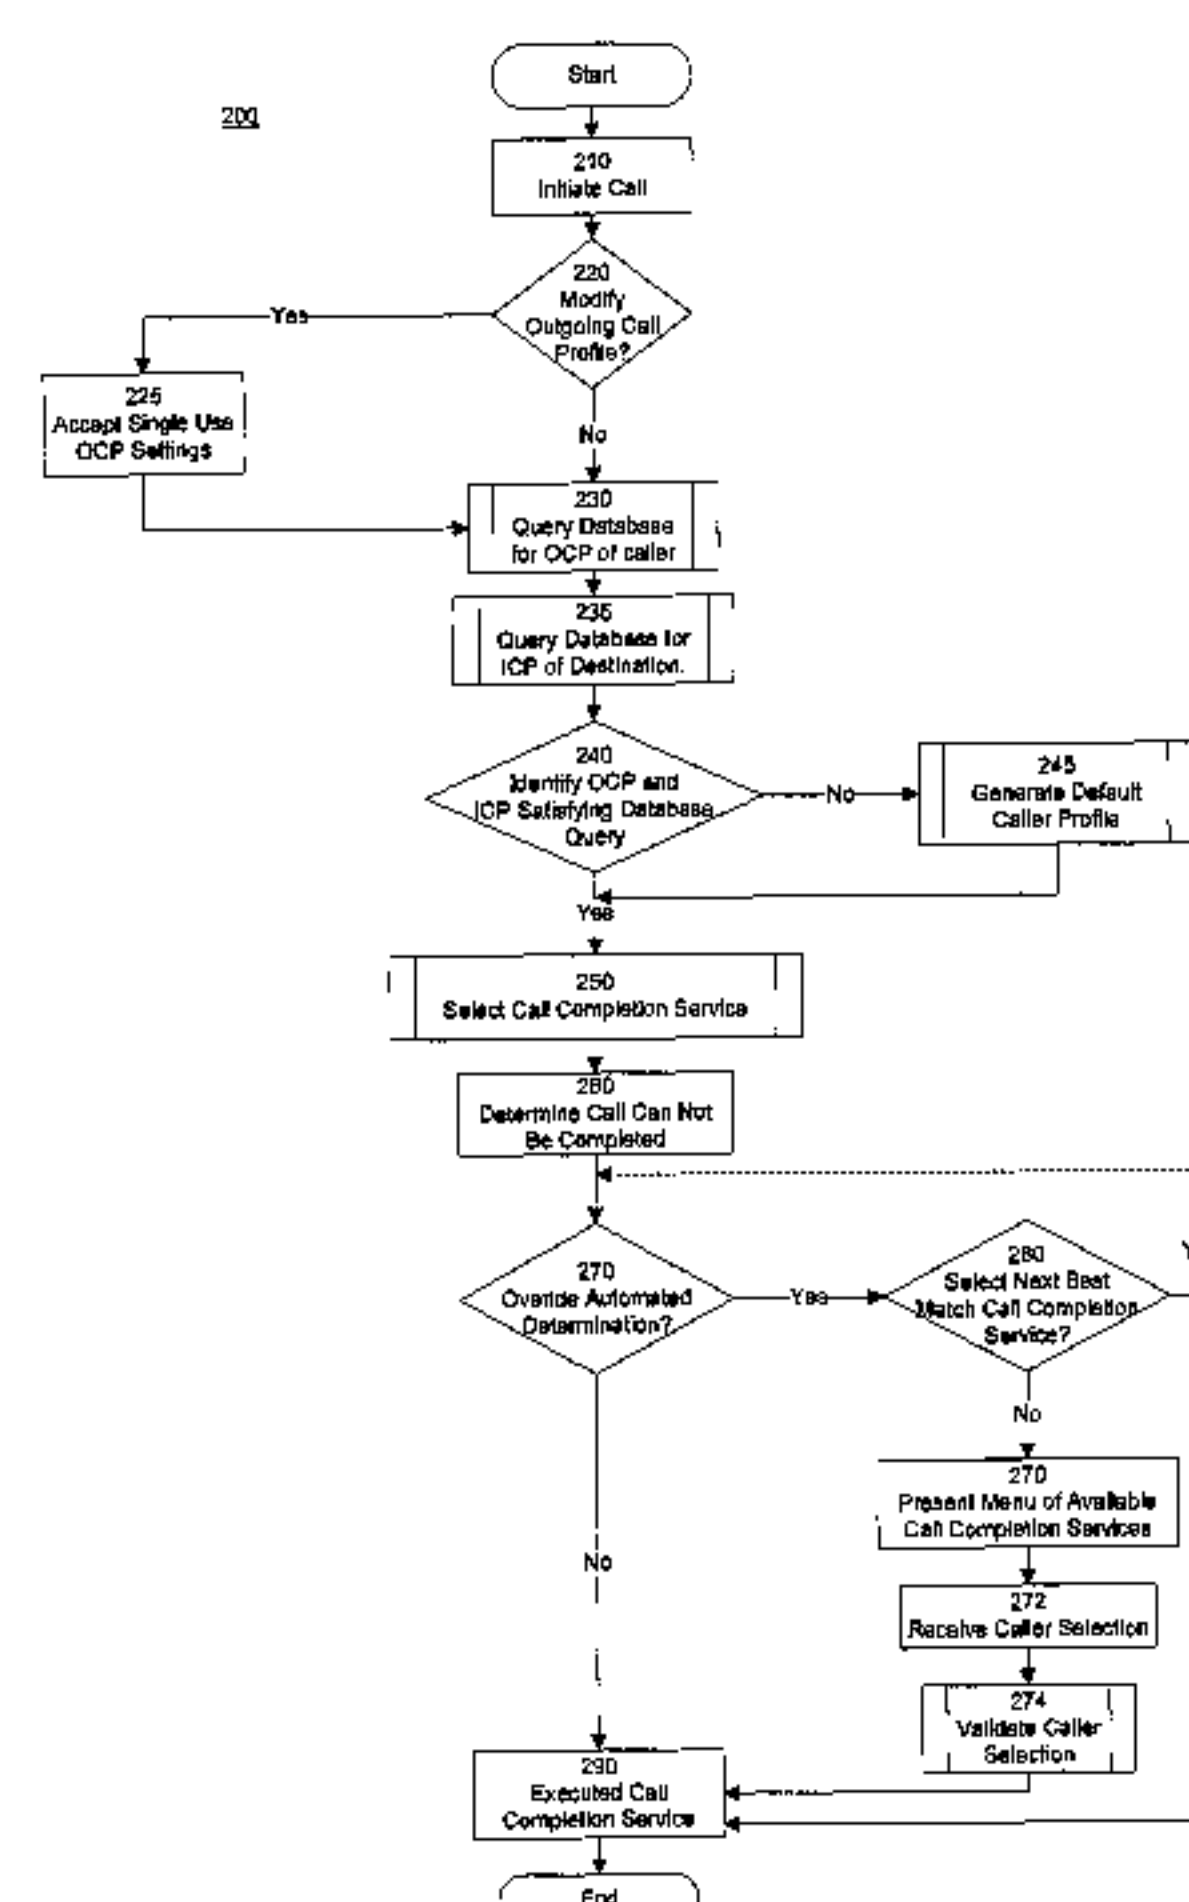 Start
200
210
Initiate Call
220
Modify
Outgoing Call
Profile?
Yes
225
Accept Single Use
OCP Settings
No
230
Query Database
for OCP of caller
235
Query Database for
ICP of Destination.
240
Identify OCP and
ICP Satisfying Database
Query
No
245
Generate Default
Caller Profile
Yes
250
Select Call Completion Service
260
Determine Call Can Not
Be Completed
270
Override Automated
Determination?
Yes
280
Select Next Best
Match Call Completion
Service?
No
270
Present Menu of Available
Call Completion Services
No
272
Receive Caller Selection
274
Validate Caller
Selection
290
Executed Call
Completion Service
End